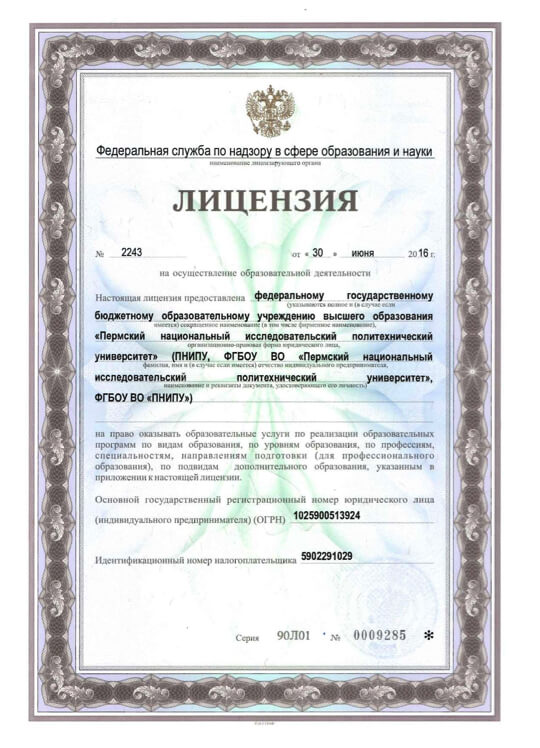 Федеральная служба по надзору в сфере образования и науки
наименование лицензирующего органа
ЛИЦЕНЗИЯ
№ 2243 от « 30 » июня 2016 г.
на осуществление образовательной деятельности
Настоящая лицензия предоставлена федеральному государственному
(указываются полное и (в случае если
бюджетному образовательному учреждению высшего образования
имеется) сокращенное наименование (в том числе фирменное наименование),
«Пермский национальный исследовательский политехнический
организационно-правовая форма юридического лица,
университет» (ПНИПУ, ФГБОУ ВО «Пермский национальный
фамилия, имя и (в случае если имеется) отчество индивидуального предпринимателя,
исследовательский политехнический университет»,
наименование и реквизиты документа, удостоверяющего его личность)
ФГБОУ ВО «ПНИПУ»)
на право оказывать образовательные услуги по реализации образовательных
программ по видам образования, по уровням образования, по профессиям,
специальностям, направлениям подготовки (для профессионального
образования), по подвидам дополнительного образования, указанным в
приложении к настоящей лицензии.
Основной государственный регистрационный номер юридического лица
(индивидуального предпринимателя) (ОГРН) 1025900513924
Идентификационный номер налогоплательщика 5902291029
Серия 90Л01 № 0009285 *